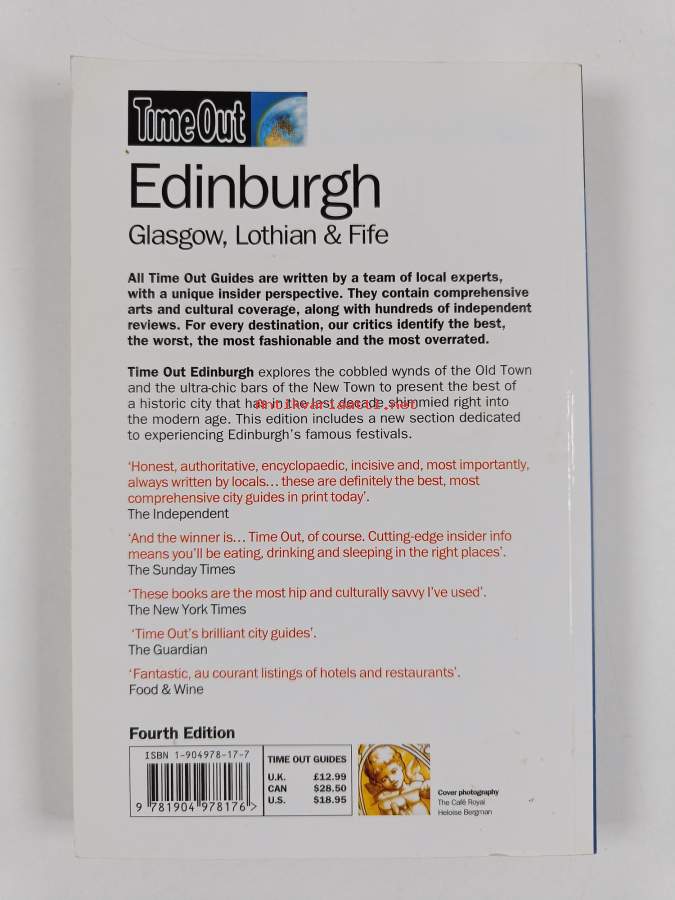 Time Out
Edinburgh
Glasgow, Lothian & Fife
All Time Out Guides are written by a team of local experts,
with a unique insider perspective. They contain comprehensive
arts and cultural coverage, along with hundreds of independent
reviews. For every destination, our critics identify the best,
the worst, the most fashionable and the most overrated.
Time Out Edinburgh explores the cobbled wynds of the Old Town
and the ultra-chic bars of the New Town to present the best of
a historic city that has in the last decade shimmied right into
the modern age. This edition includes a new section dedicated
to experiencing Edinburgh's famous festivals.
'Honest, authoritative, encyclopaedic, incisive and, most importantly,
always written by locals... these are definitely the best, most
comprehensive city guides in print today'.
The Independent
'And the winner is... Time Out, of course. Cutting-edge insider info
means you'll be eating, drinking and sleeping in the right places'.
The Sunday Times
'These books are the most hip and culturally savvy I've used'.
The New York Times
'Time Out's brilliant city guides'.
The Guardian
'Fantastic, au courant listings of hotels and restaurants'.
Food & Wine
Fourth Edition
ISBN 1-904978-17-7
9 781904 978176 >
TIME OUT GUIDES
U.K. £12.99
CAN $28.50
U.S. $18.95
Cover photography
The Café Royal
Heloise Bergman